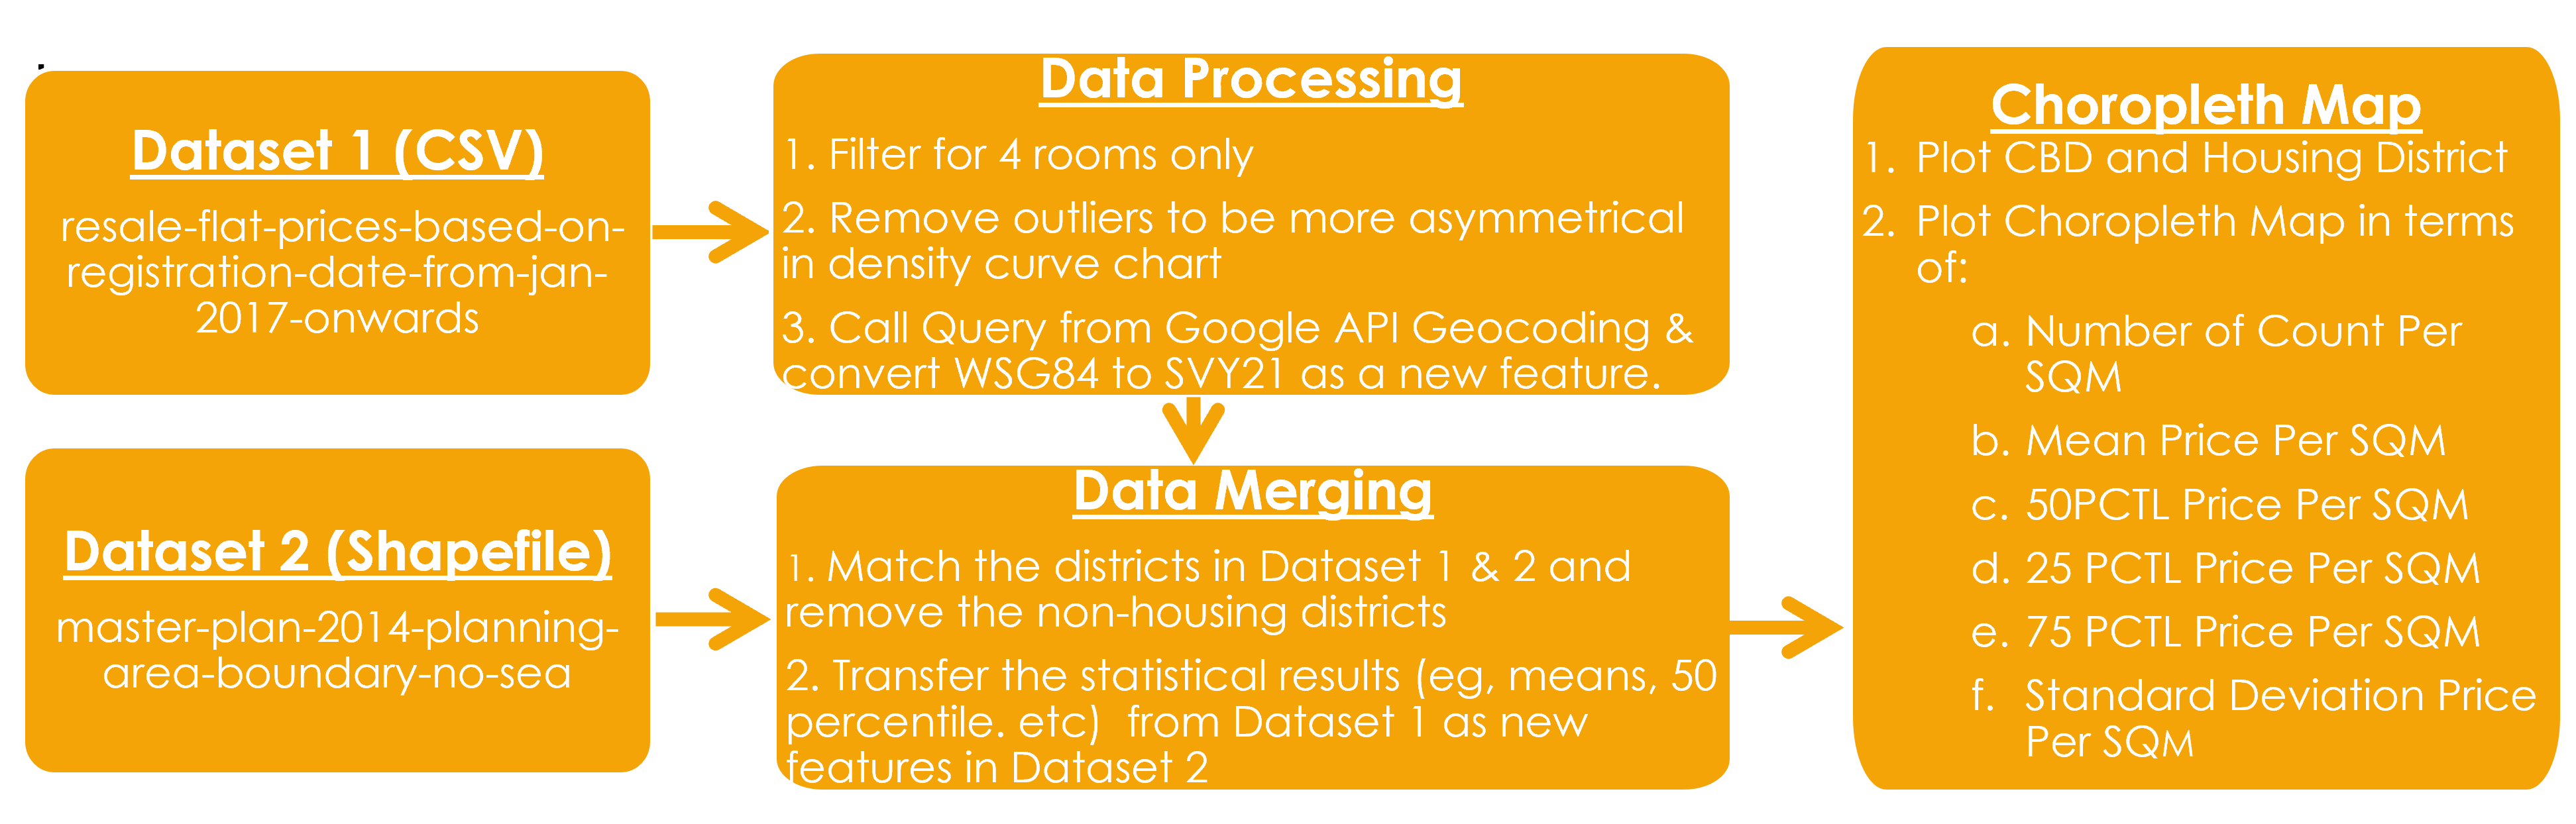 Dataset 1 (CSV)
resale-flat-prices-based-on-
registration-date-from-jan-
2017-onwards
Data Processing
1. Filter for 4 rooms only
2. Remove outliers to be more asymmetrical
in density curve chart
3. Call Query from Google API Geocoding &
convert WSG84 to SVY21 as a new feature.
Dataset 2 (Shapefile)
master-plan-2014-planning-
area-boundary-no-sea
Data Merging
1. Match the districts in Dataset 1 & 2 and
remove the non-housing districts
2. Transfer the statistical results (eg, means, 50
percentile. etc)  from Dataset 1 as new
features in Dataset 2
Choropleth Map
1. Plot CBD and Housing District
2. Plot Choropleth Map in terms
of:
a. Number of Count Per
SQM
b. Mean Price Per SQM
c. 50PCTL Price Per SQM
d. 25 PCTL Price Per SQM
e. 75 PCTL Price Per SQM
f. Standard Deviation Price
Per SQM